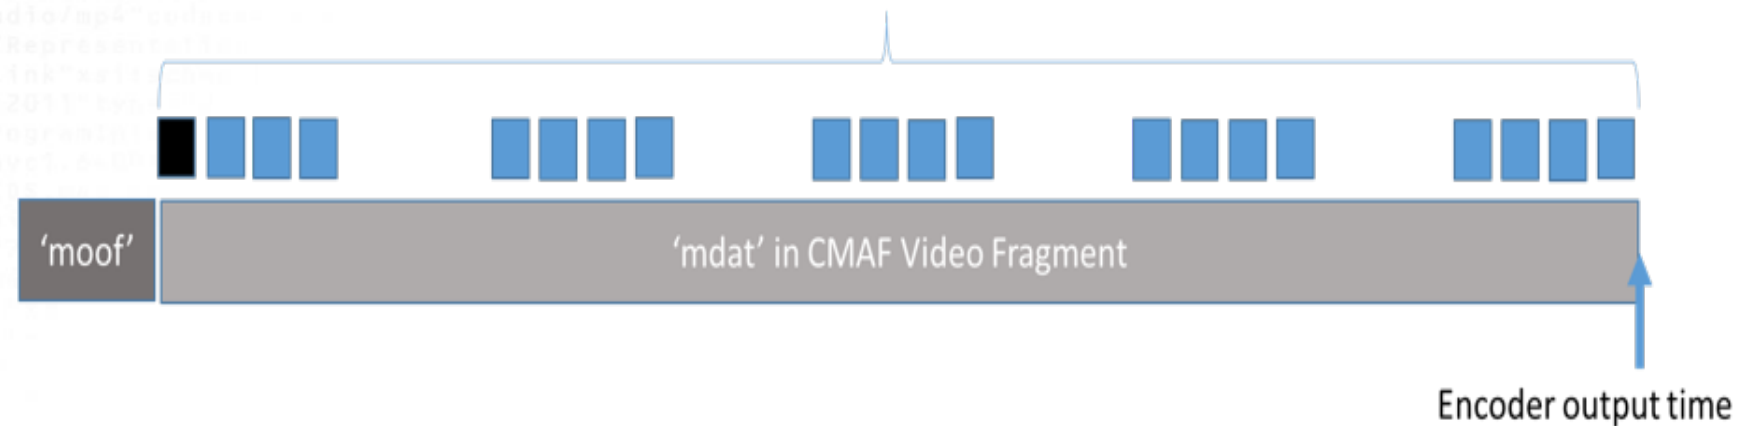 ‘moof’
‘mdat’ in CMAF Video Fragment
Encoder output time